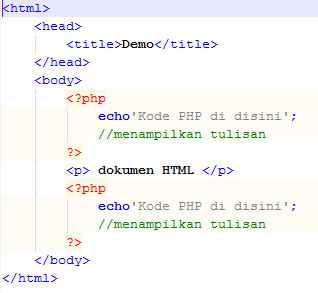 <html>
<head>
<title>Demo</title>
</head>
<body>
<?php
echo'Kode PHP di disini';
//menampilkan tulisan
?>
<p> dokumen HTML </p>
<?php
echo'Kode PHP di disini';
//menampilkan tulisan
?>
</body>
</html>